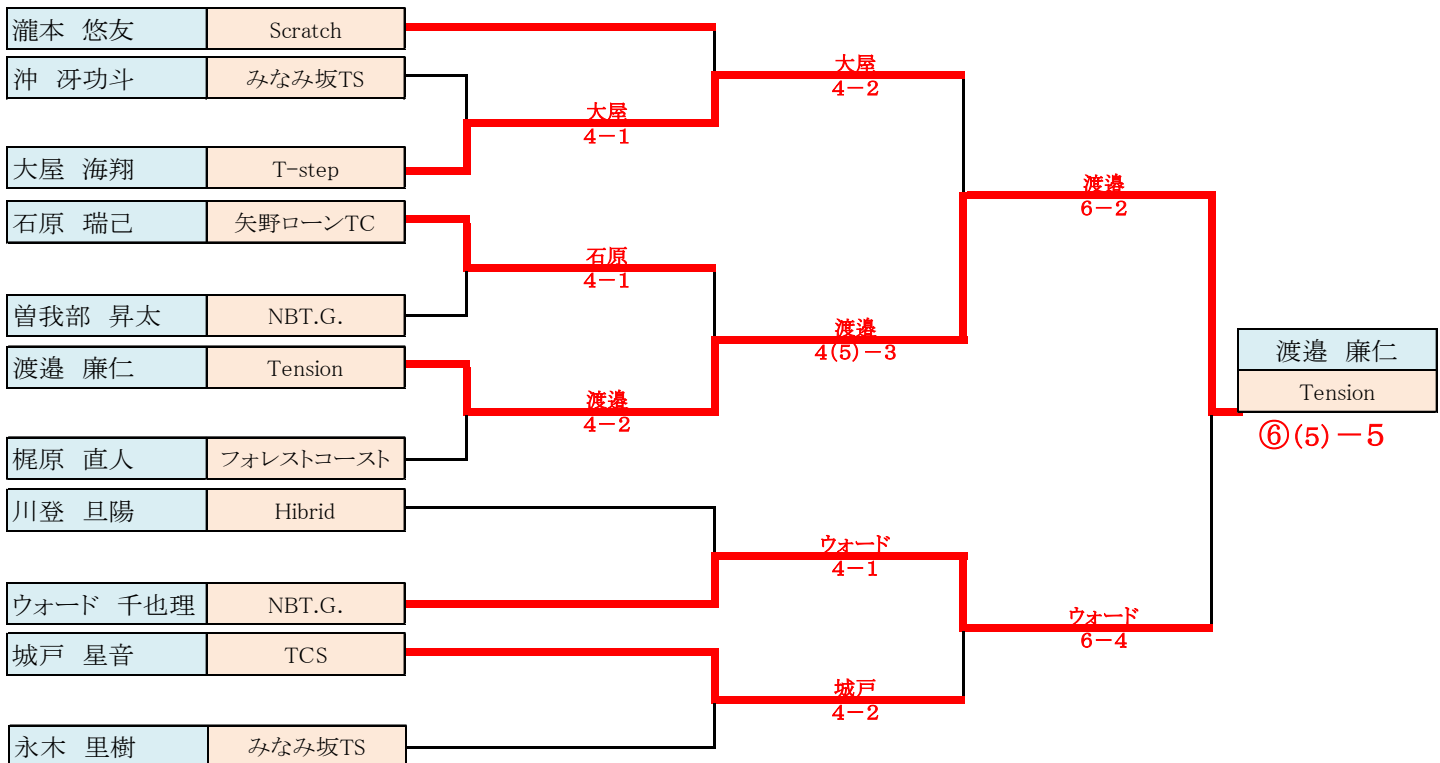 瀧本 悠友 Scratch
沖 冴功斗 みなみ坂TS
大屋 海翔 T-step
石原 瑞己 矢野ローンTC
曽我部 昇太 NBT.G.
渡邉 廉仁 Tension
梶原 直人 フォレストコースト
川登 旦陽 Hibrid
ウォード 千也理 NBT.G.
城戸 星音 TCS
永木 里樹 みなみ坂TS
大屋
4-1
石原
4-1
渡邉
4-2
大屋
4-2
渡邉
4(5)-3
ウォード
4-1
城戸
4-2
渡邉
6-2
ウォード
6-4
渡邉 廉仁
Tension
⑥(5)-5